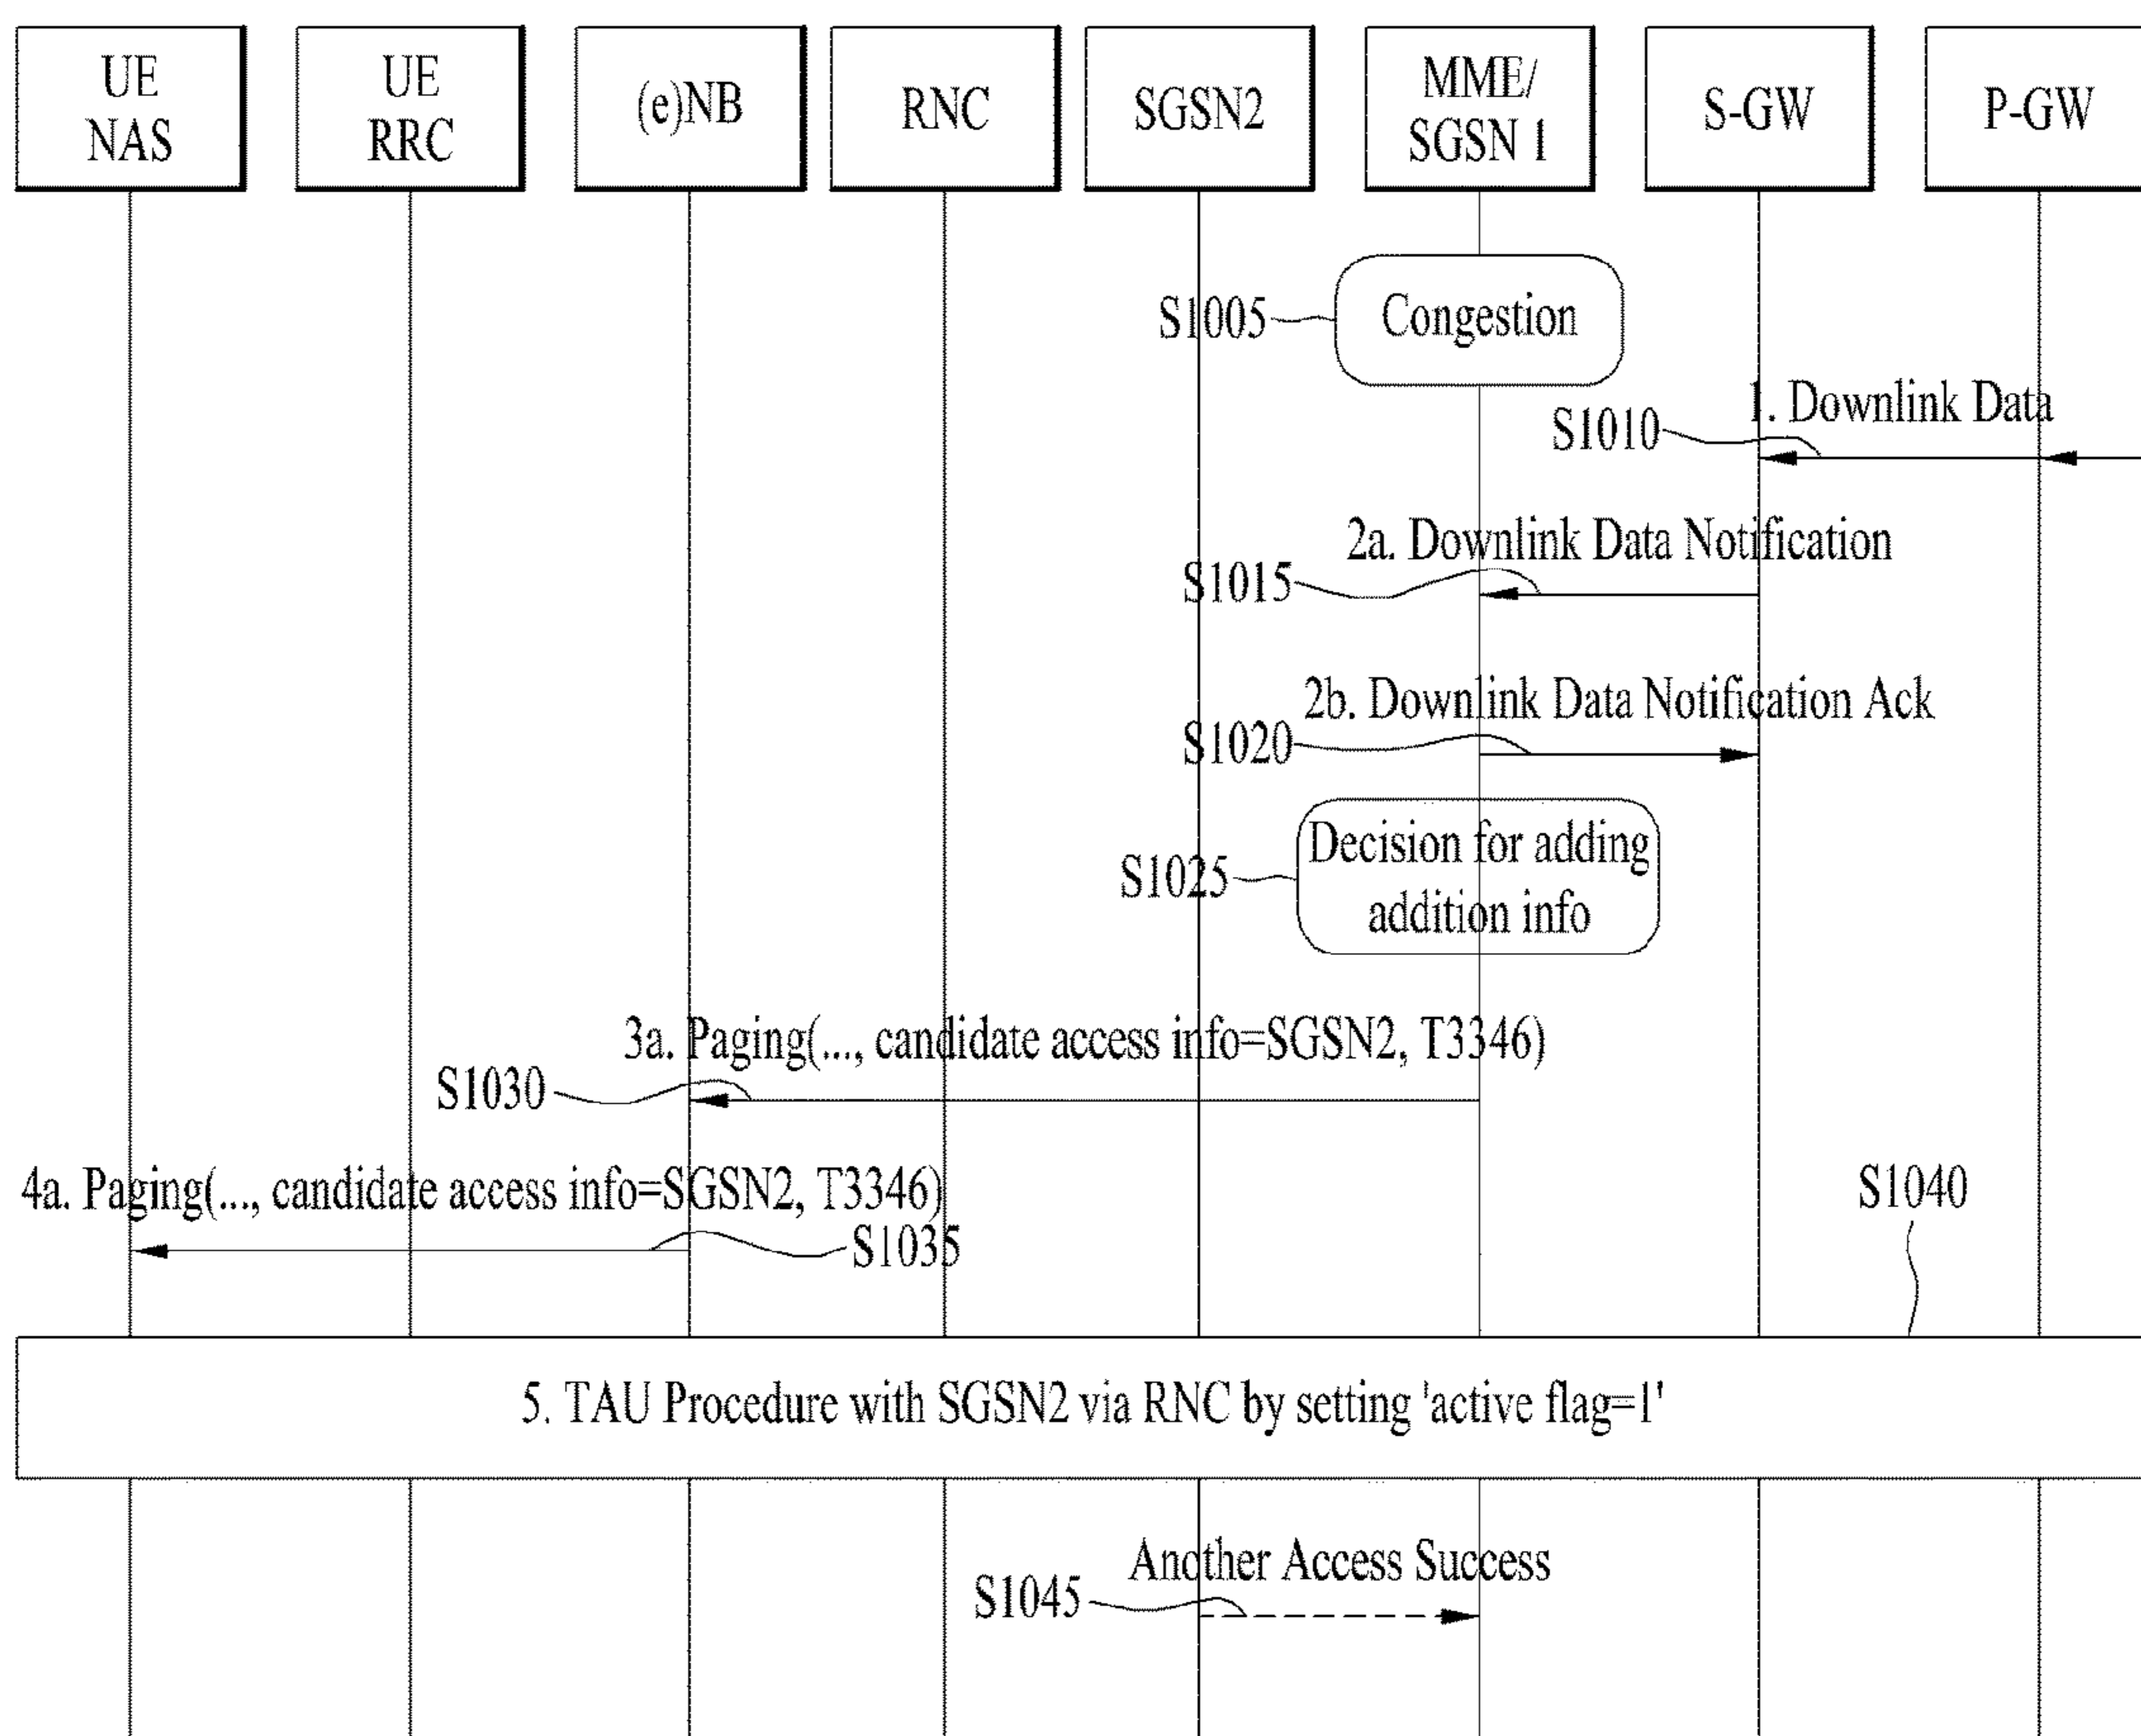 UE
NAS
UE
RRC
(e)NB
RNC
SGSN2
MME/
SGSN 1
S-GW
P-GW
S1005
Congestion
1. Downlink Data
S1010
2a. Downlink Data Notification
S1015
2b. Downlink Data Notification Ack
S1020
Decision for adding
addition info
S1025
3a. Paging(..., candidate access info=SGSN2, T3346)
S1030
4a. Paging(..., candidate access info=SGSN2, T3346)
S1035
S1040
5. TAU Procedure with SGSN2 via RNC by setting 'active flag=1'
Another Access Success
S1045